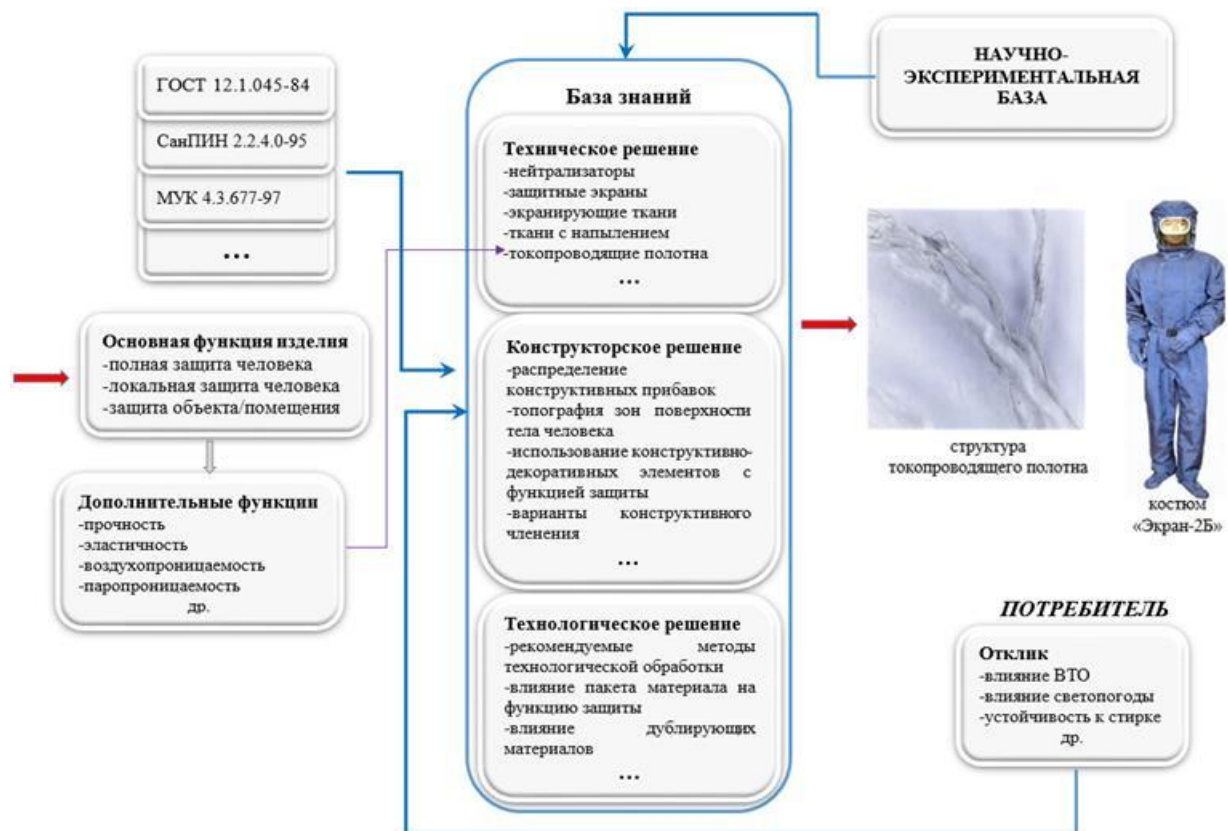 ГОСТ 12.1.045-84
СанПИН 2.2.4.0-95
МУК 4.3.677-97
...
Основная функция изделия
-полная защита человека
-локальная защита человека
-защита объекта/помещения
Дополнительные функции
-прочность
-эластичность
-воздухопроницаемость
-паропроницаемость
др.
База знаний
Техническое решение
-нейтрализаторы
-защитные экраны
-экранирующие ткани
-ткани с напылением
-токопроводящие полотна
...
Конструкторское решение
-распределение
конструктивных прибавок
-топография зон поверхности
тела человека
-использование конструктивно-
декоративных элементов с
функцией защиты
-варианты конструктивного
членения
...
Технологическое решение
-рекомендуемые методы
технологической обработки
-влияние пакета материала на
функцию защиты
-влияние дублирующих
материалов
...
НАУЧНО-
ЭКСПЕРИМЕНТАЛЬНАЯ
БАЗА
структура
токопроводящего полотна
костюм
«Экран-2Б»
ПОТРЕБИТЕЛЬ
Отклик
-влияние ВТО
-влияние светопогоды
-устойчивость к стирке
др.